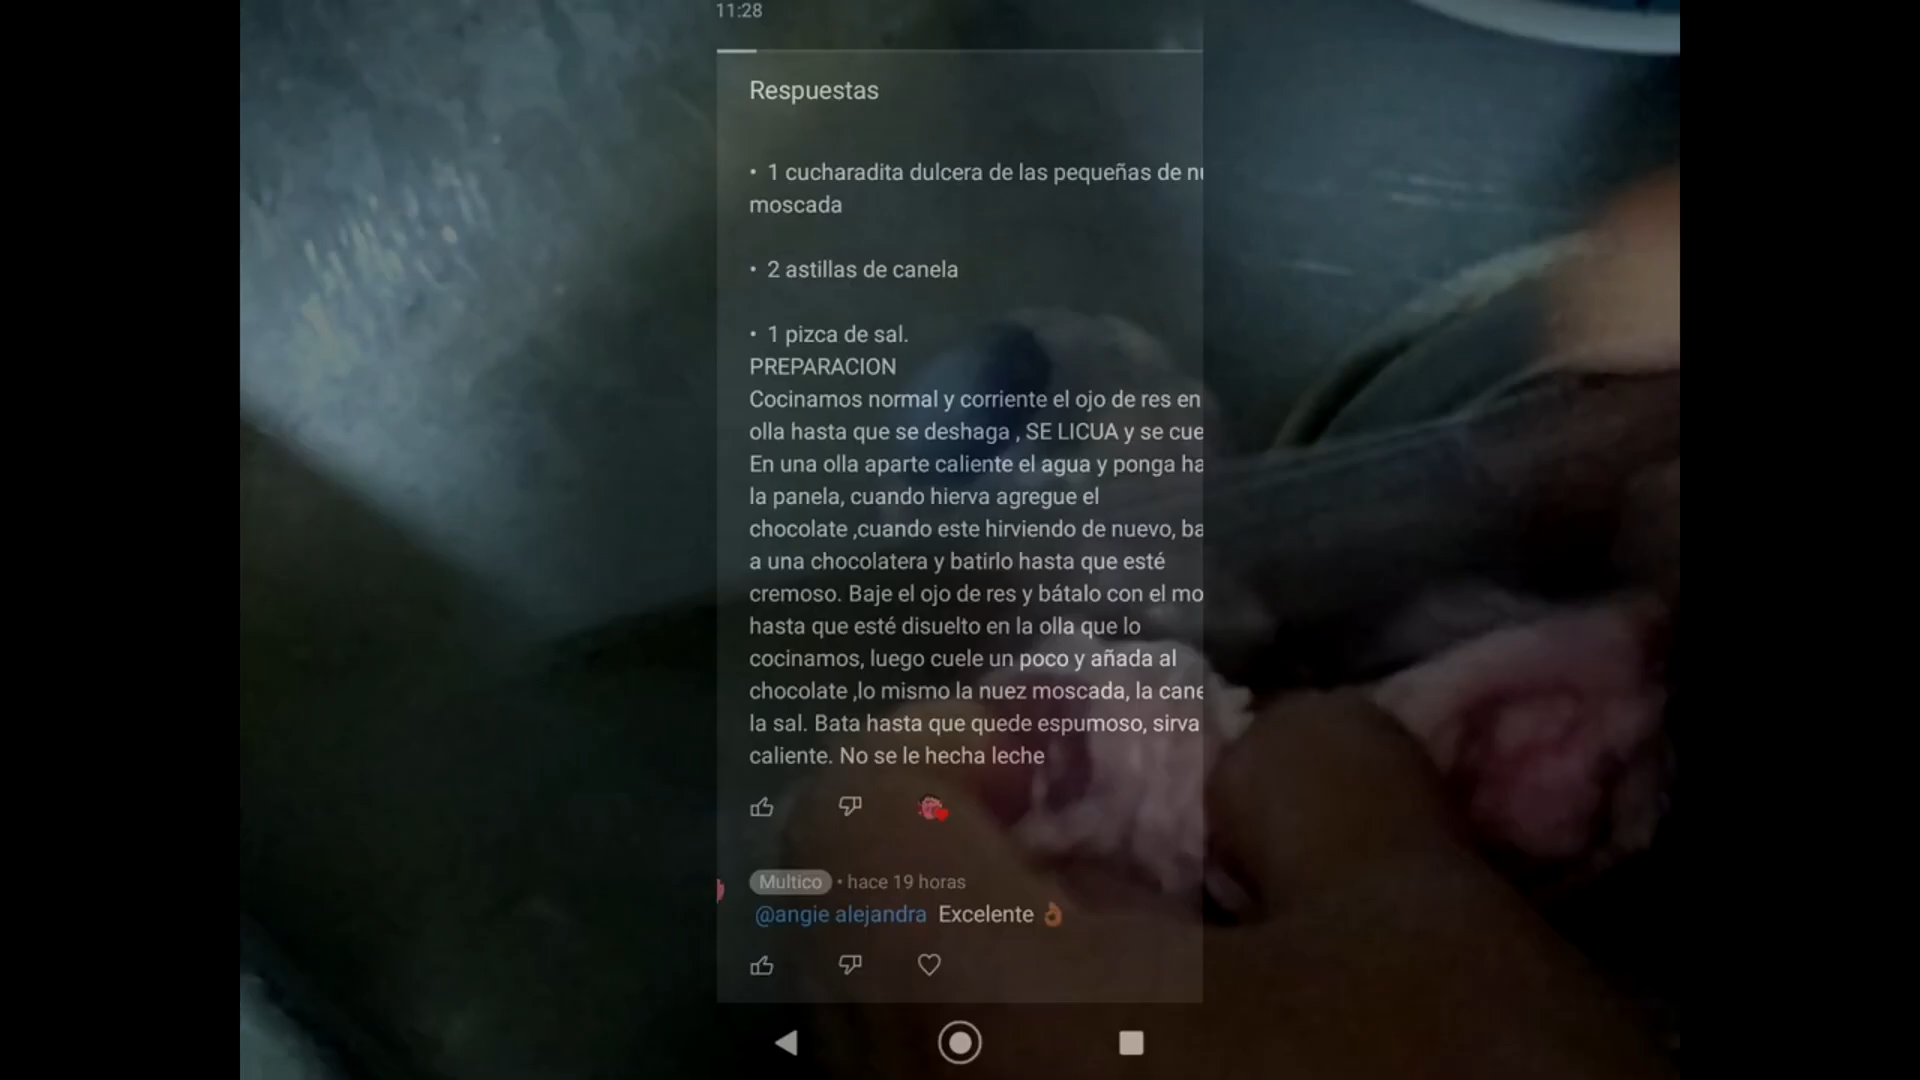 11:28
Respuestas
• 1 cucharadita dulcera de las pequeñas de
moscada
• 2 astillas de canela
• 1 pizca de sal.
PREPARACION
Cocinamos normal y corriente el ojo de res en
olla hasta que se deshaga , SE LICUA y se cue
En una olla aparte caliente el agua y ponga ha
la panela, cuando hierva agregue el
chocolate ,cuando este hirviendo de nuevo, ba
a una chocolatera y batirlo hasta que esté
cremoso. Baje el ojo de res y bátalo con el mo
hasta que esté disuelto en la olla que lo
cocinamos, luego cuele un poco y añada al
chocolate ,lo mismo la nuez moscada, la cane
la sal. Bata hasta que quede espumoso, sirva
caliente. No se le hecha leche
Multico • hace 19 horas
@angie alejandra Excelente 👌🏾